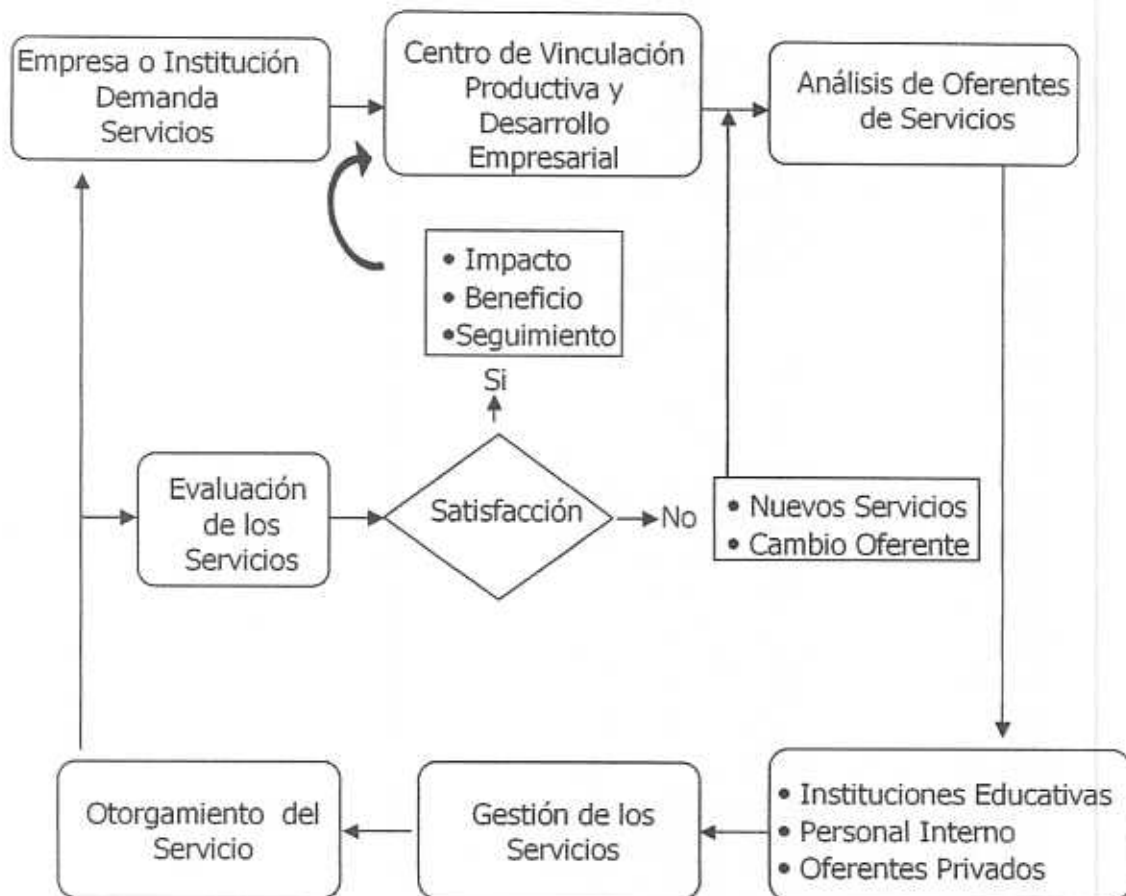 Empresa o Institución
Demanda
Servicios
Centro de Vinculación
Productiva y
Desarrollo
Empresarial
Análisis de Oferentes
de Servicios
• Impacto
• Beneficio
•Seguimiento
Si
Evaluación
de los
Servicios
Satisfacción
No
• Nuevos Servicios
• Cambio Oferente
Otorgamiento del
Servicio
Gestión de los
Servicios
• Instituciones Educativas
• Personal Interno
• Oferentes Privados